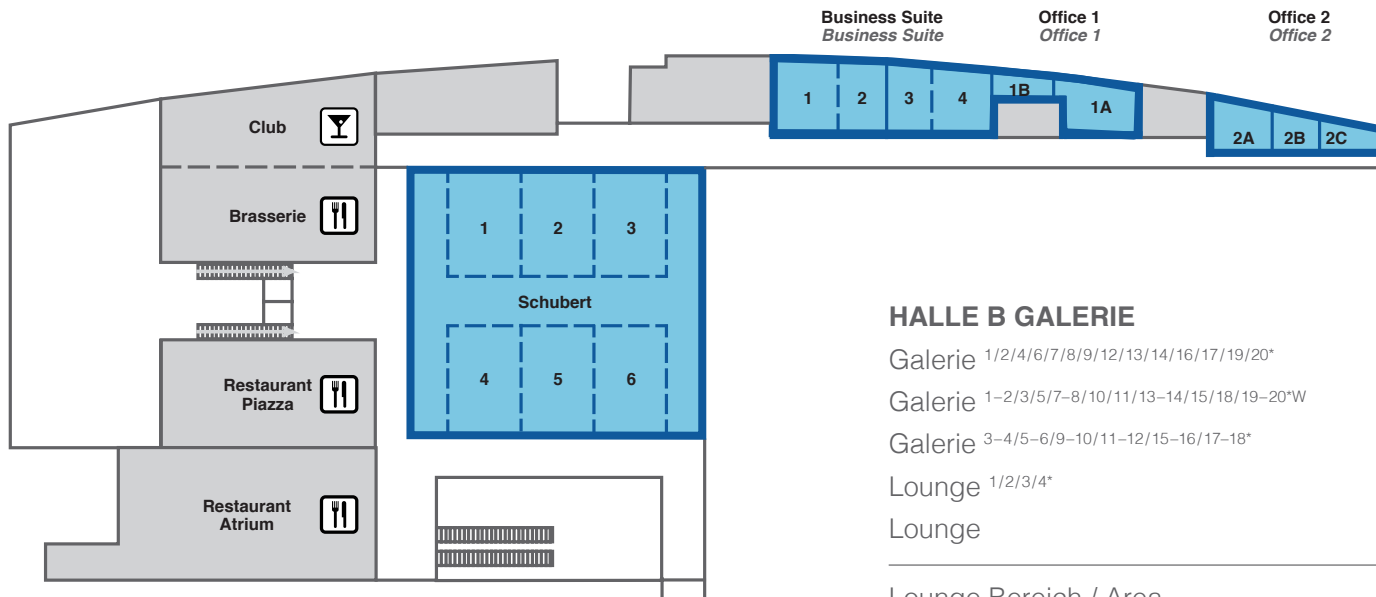 Business Suite
Business Suite
Office 1
Office 1
Office 2
Office 2
1
2
3
4
1B
1A
2A
2B
2C
Club
Brasserie
1
2
3
Schubert
4
5
6
Restaurant
Piazza
Restaurant
Atrium
HALLE B GALERIE
Galerie 1/2/4/6/7/8/9/12/13/14/16/17/19/20*
Galerie 1–2/3/5/7–8/10/11/13–14/15/18/19–20*W
Galerie 3–4/5–6/9–10/11–12/15–16/17–18*
Lounge 1/2/3/4*
Lounge
Lounge Bereich / Area